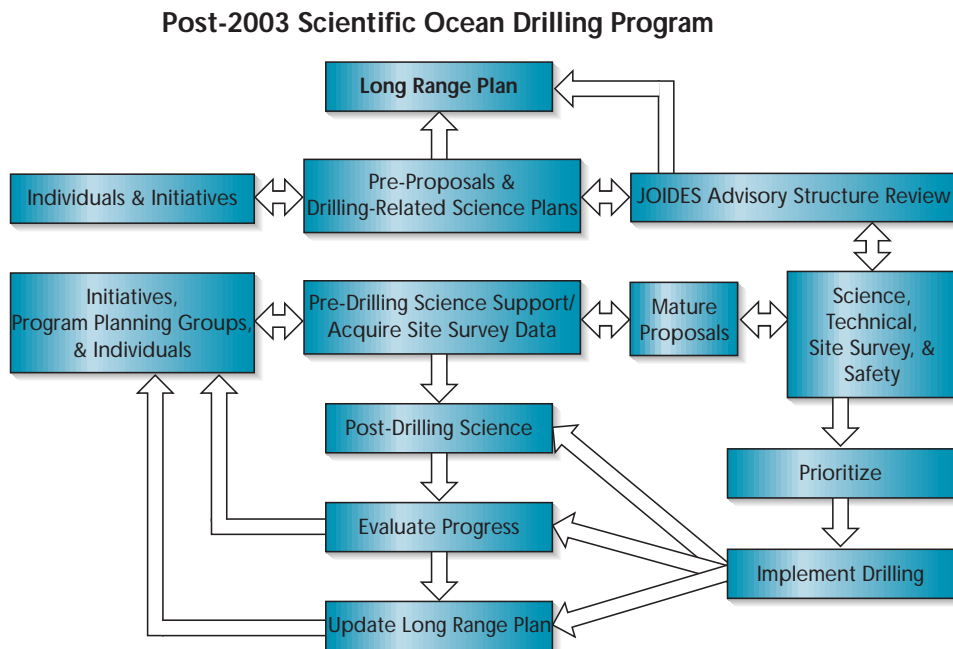 Post-2003 Scientific Ocean Drilling Program
Long Range Plan
Individuals & Initiatives
Pre-Proposals &
Drilling-Related Science Plans
JOIDES Advisory Structure Review
Initiatives,
Program Planning Groups,
& Individuals
Pre-Drilling Science Support/
Acquire Site Survey Data
Mature
Proposals
Science,
Technical,
Site Survey, &
Safety
Post-Drilling Science
Prioritize
Evaluate Progress
Implement Drilling
Update Long Range Plan